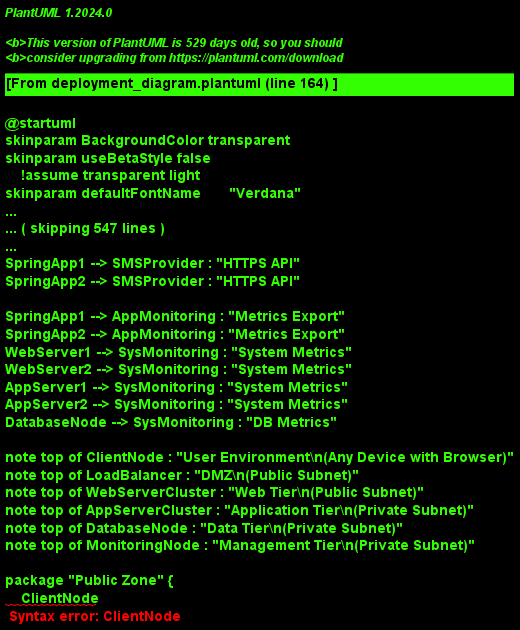 PlantUML 1.2024.0
<b>This version of PlantUML is 529 days old, so you should
<b>consider upgrading from https://plantuml.com/download
[From deployment_diagram.plantuml (line 164) ]
@startuml
skinparam BackgroundColor transparent
skinparam useBetaStyle false
!assume transparent light
skinparam defaultFontName "Verdana"
...
... ( skipping 547 lines )
...
SpringApp1 --> SMSProvider : "HTTPS API"
SpringApp2 --> SMSProvider : "HTTPS API"
SpringApp1 --> AppMonitoring : "Metrics Export"
SpringApp2 --> AppMonitoring : "Metrics Export"
WebServer1 --> SysMonitoring : "System Metrics"
WebServer2 --> SysMonitoring : "System Metrics"
AppServer1 --> SysMonitoring : "System Metrics"
AppServer2 --> SysMonitoring : "System Metrics"
DatabaseNode --> SysMonitoring : "DB Metrics"
note top of ClientNode : "User Environment\n(Any Device with Browser)"
note top of LoadBalancer : "DMZ\n(Public Subnet)"
note top of WebServerCluster : "Web Tier\n(Public Subnet)"
note top of AppServerCluster : "Application Tier\n(Private Subnet)"
note top of DatabaseNode : "Data Tier\n(Private Subnet)"
note top of MonitoringNode : "Management Tier\n(Private Subnet)"
package "Public Zone" {
ClientNode
Syntax error: ClientNode